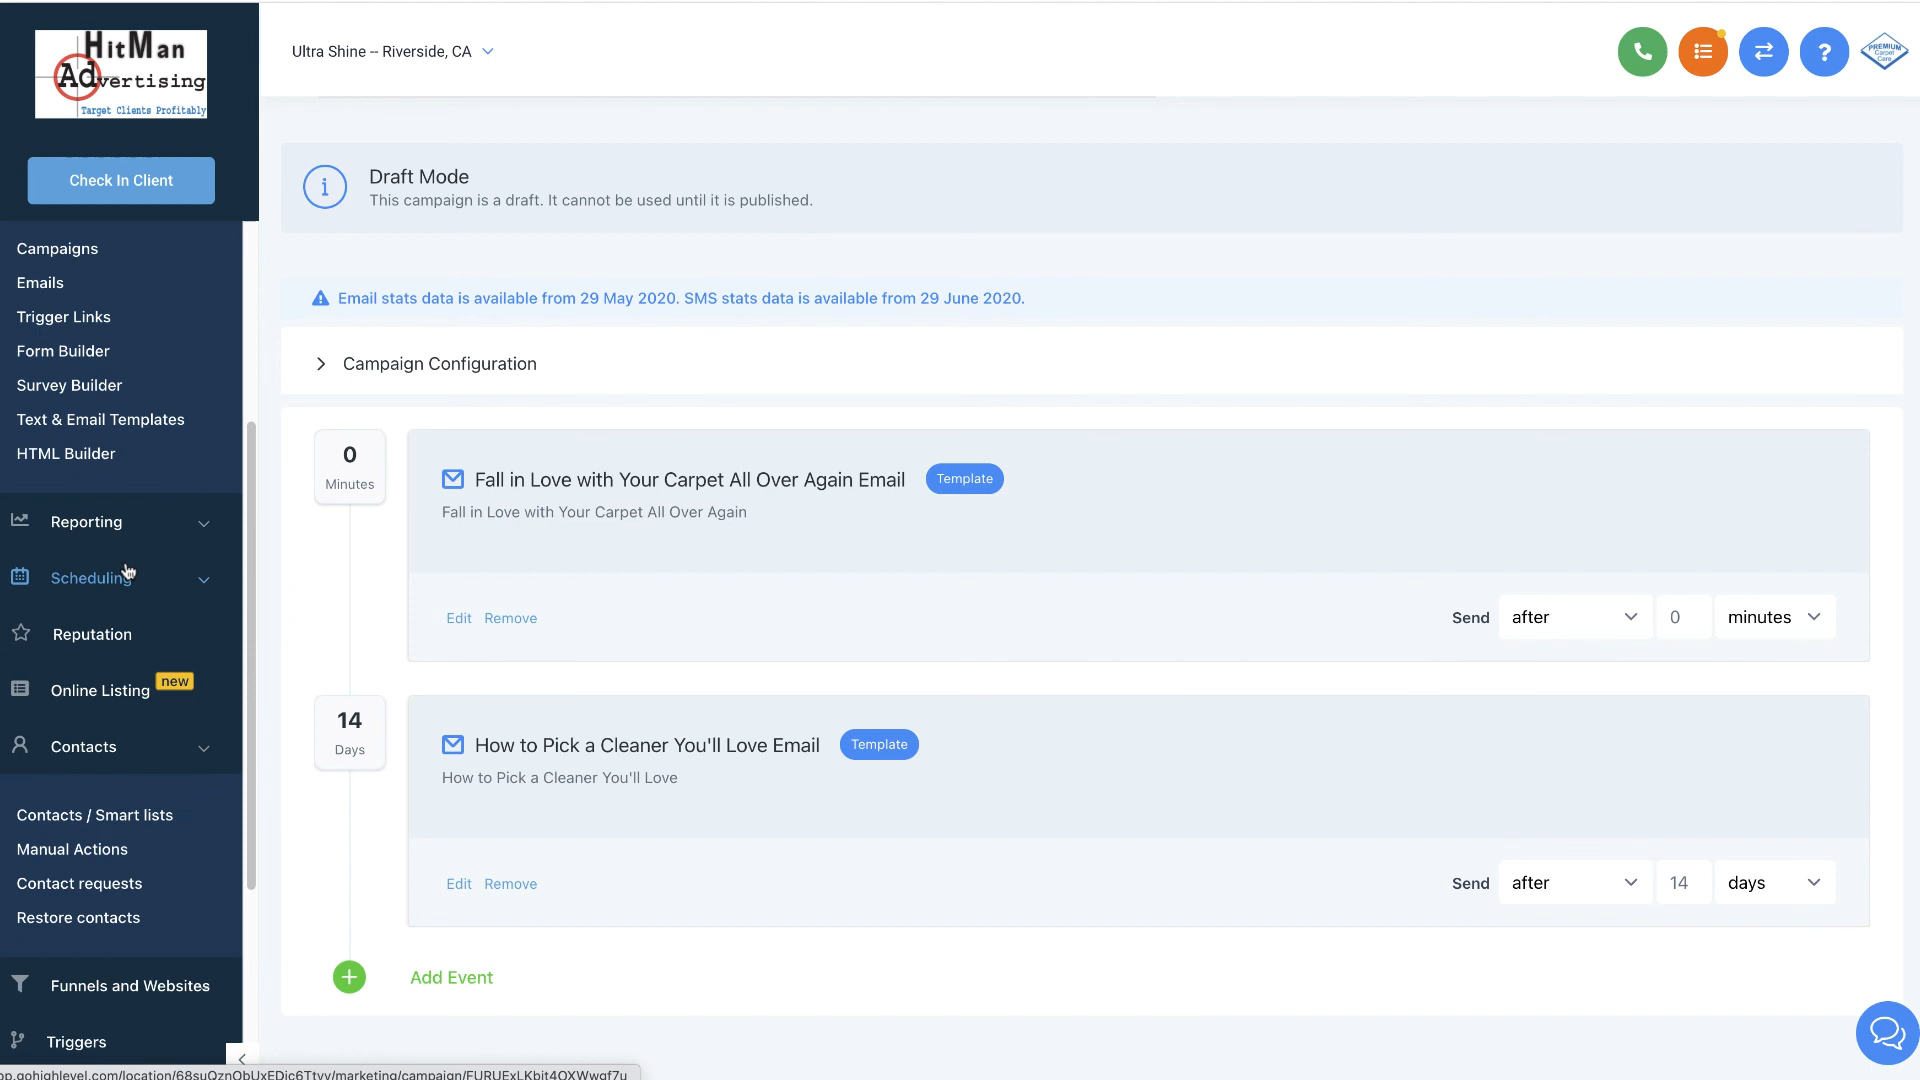 HitMan
Advertising
Target Clients Profitably
Check In Client
Campaigns
Emails
Trigger Links
Form Builder
Survey Builder
Text & Email Templates
HTML Builder
Reporting
Scheduling
Reputation
Online Listing new
Contacts
Contacts / Smart lists
Manual Actions
Contact requests
Restore contacts
Funnels and Websites
Triggers
Ultra Shine -- Riverside, CA
PREMIUM
Carpet
Care
Draft Mode
This campaign is a draft. It cannot be used until it is published.
Email stats data is available from 29 May 2020. SMS stats data is available from 29 June 2020.
Campaign Configuration
0
Minutes
Fall in Love with Your Carpet All Over Again Email Template
Fall in Love with Your Carpet All Over Again
Edit Remove
Send after 0 minutes
14
Days
How to Pick a Cleaner You'll Love Email Template
How to Pick a Cleaner You'll Love
Edit Remove
Send after 14 days
Add Event